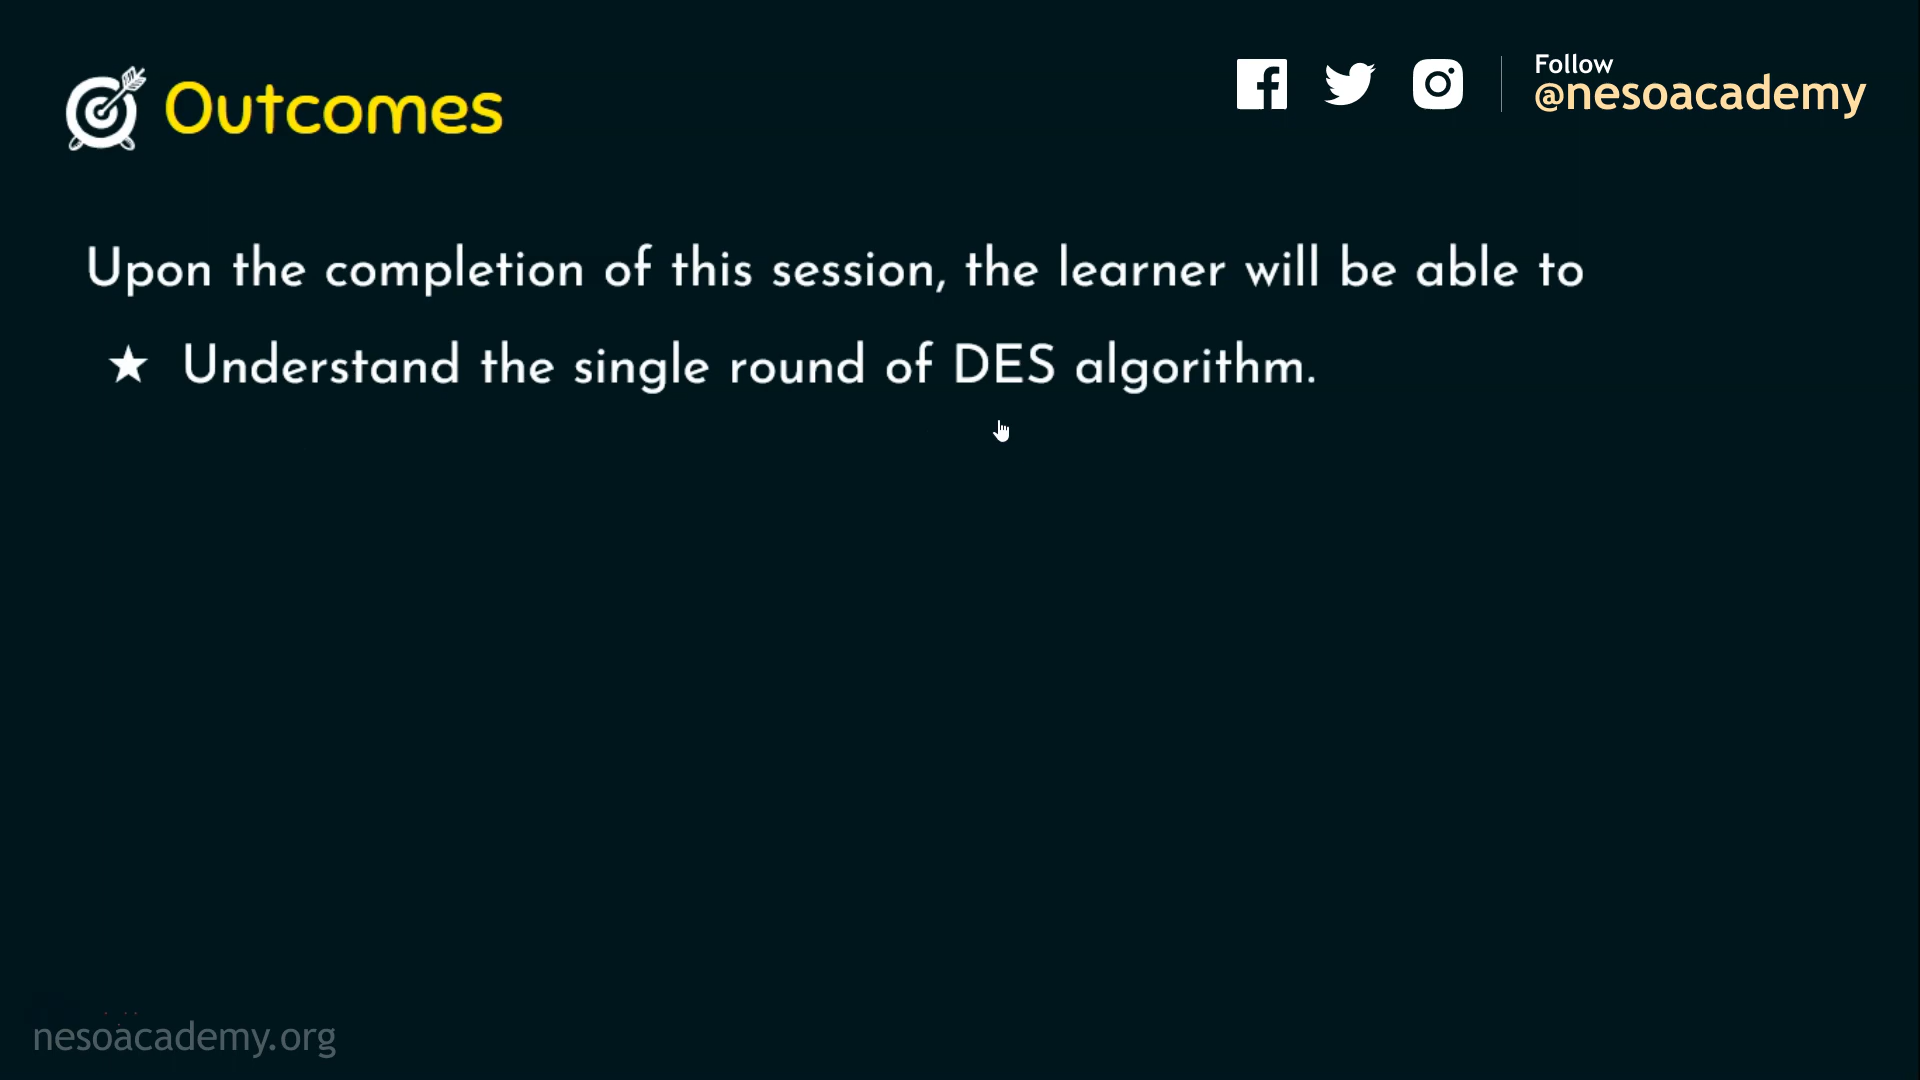 Outcomes
Follow
@nesoacademy
Upon the completion of this session, the learner will be able to
★ Understand the single round of DES algorithm.
nesoacademy.org